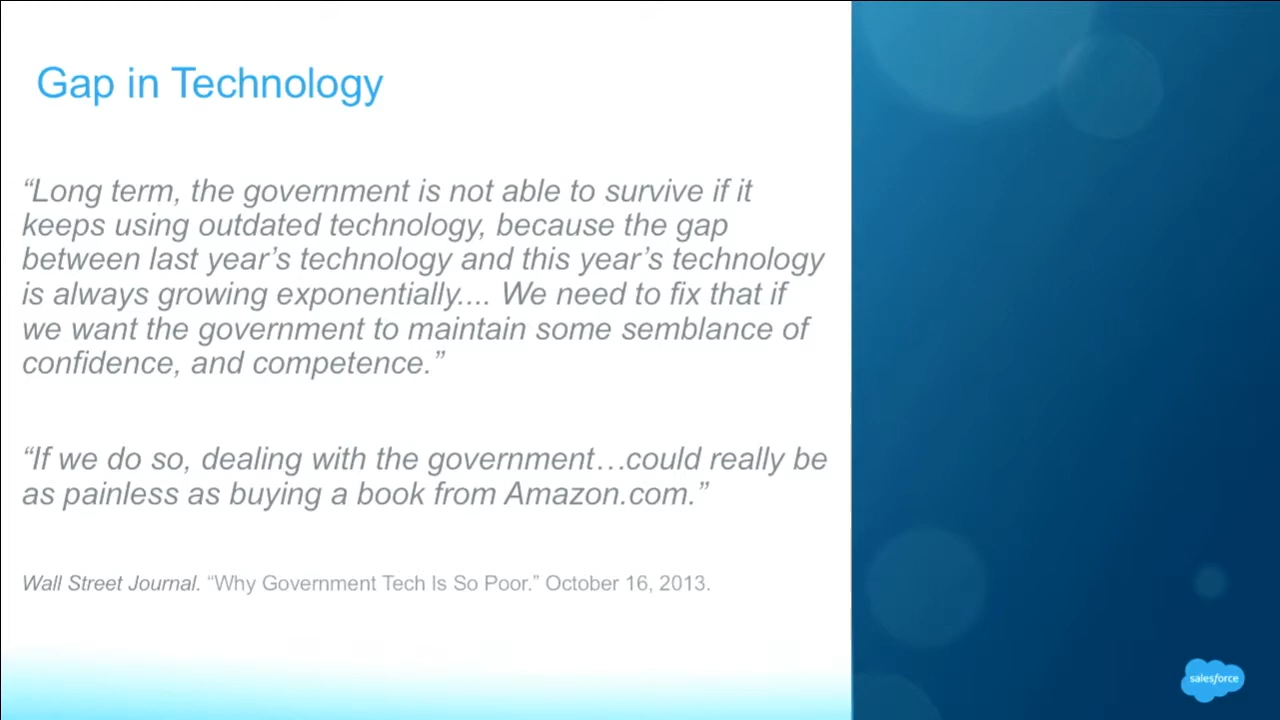 Gap in Technology
“Long term, the government is not able to survive if it
keeps using outdated technology, because the gap
between last year’s technology and this year’s technology
is always growing exponentially.... We need to fix that if
we want the government to maintain some semblance of
confidence, and competence.”
“If we do so, dealing with the government…could really be
as painless as buying a book from Amazon.com.”
Wall Street Journal. “Why Government Tech Is So Poor.” October 16, 2013.
salesforce